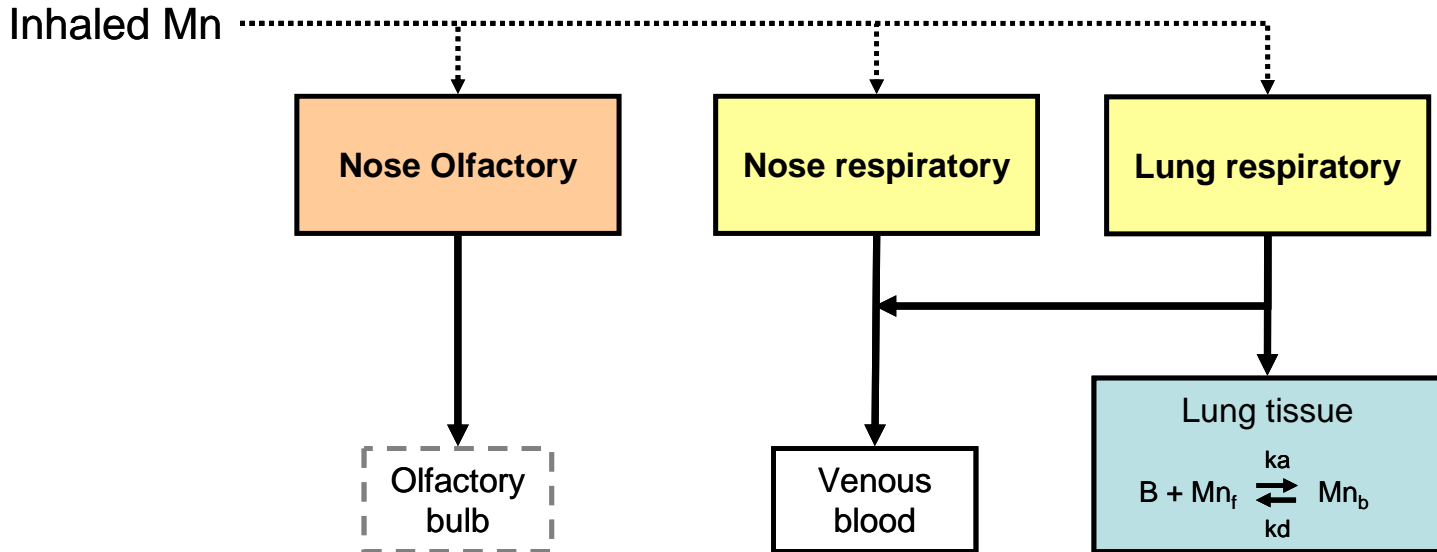 Inhaled Mn
Nose Olfactory
Nose respiratory
Lung respiratory
Olfactory
bulb
Venous
blood
Lung tissue
ka
B + Mnf Mnb
kd